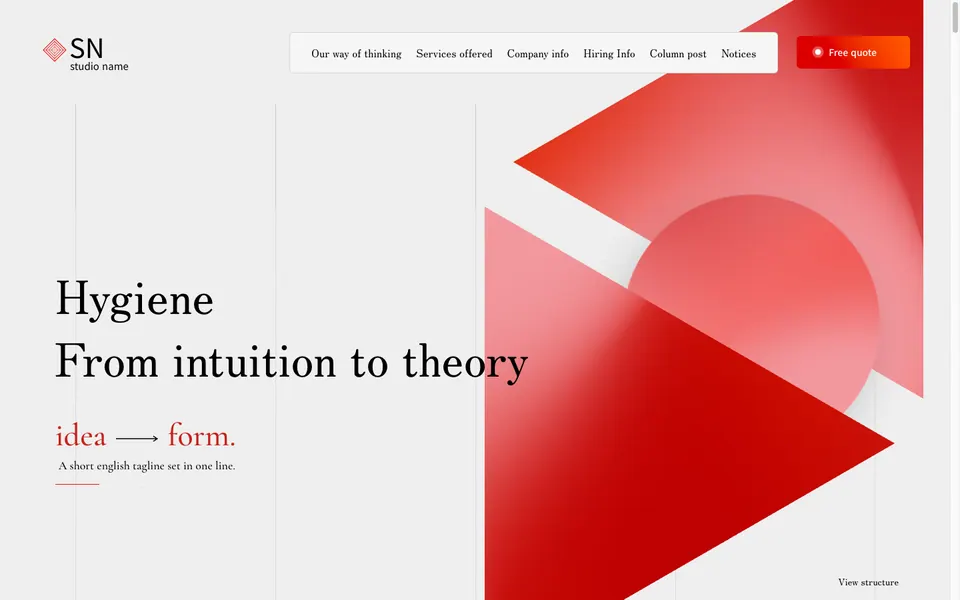 SN
studio name
Our way of thinking Services offered Company info Hiring Info Column post Notices
Free quote
Hygiene
From intuition to theory
idea → form.
A short english tagline set in one line.
View structure